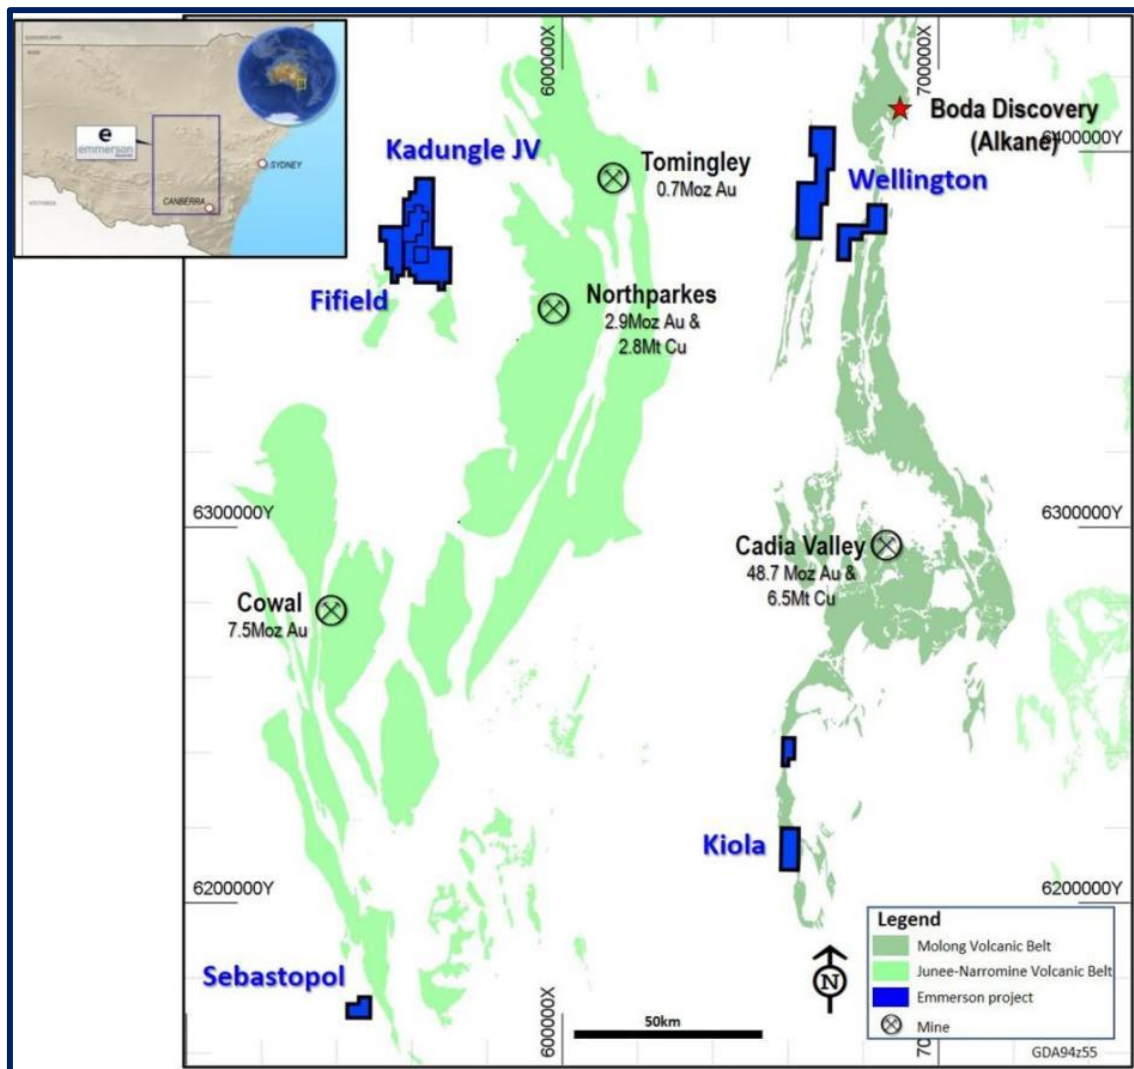 QUEENSLAND
NSW
e
emmerson
SYDNEY
CANBERRA
VICTORIA
600000X
700000X
Boda Discovery
(Alkane)
6400000Y
Kadungle JV
Tomingley
0.7Moz Au
Wellington
Fifield
Northparkes
2.9Moz Au &
2.8Mt Cu
6300000Y
6300000Y
Cadia Valley
48.7 Moz Au &
6.5Mt Cu
Cowal
7.5Moz Au
Kiola
6200000Y
6200000Y
Legend
Molong Volcanic Belt
Junee-Narromine Volcanic Belt
Emmerson project
Mine
Sebastopol
N
50km
600000X
GDA94z55